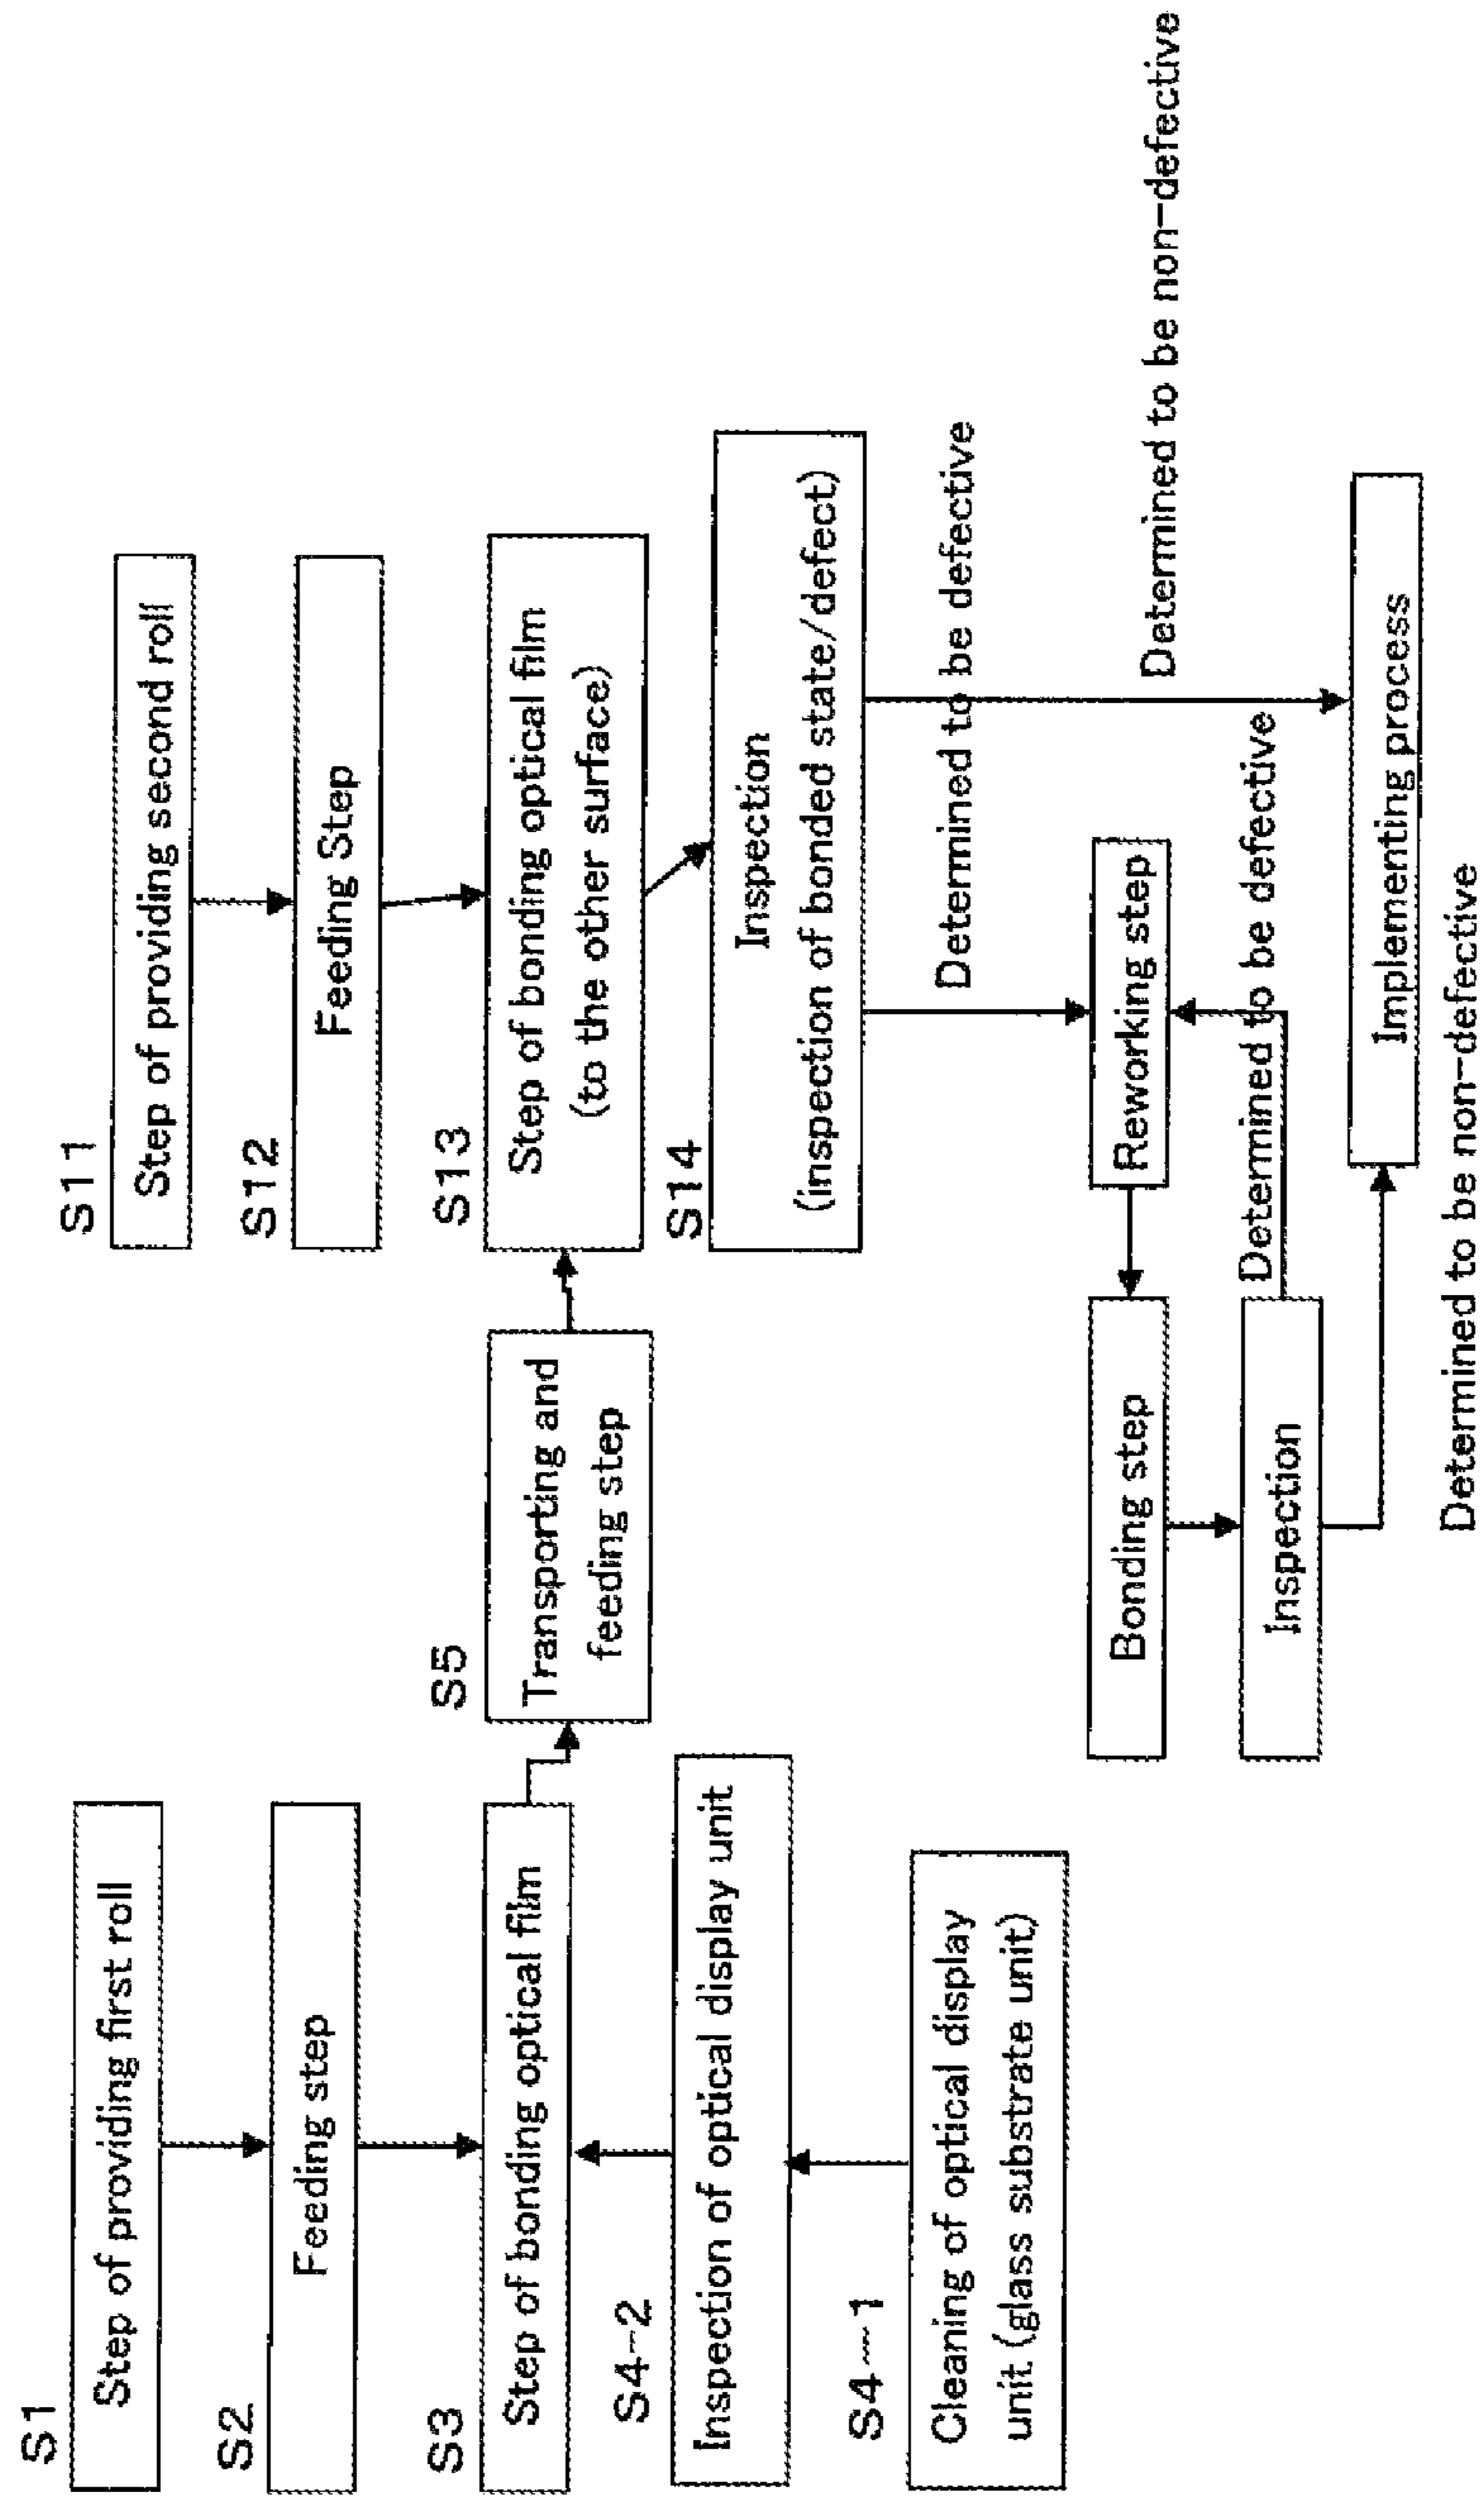 S1
Step of providing first roll
S2
Feeding step
S3
Step of bonding optical film
S4-2
Inspection of optical display unit
S4-1
Cleaning of optical display
unit (glass substrate unit)
S5
Transporting and
feeding step
S11
Step of providing second roll
S12
Feeding Step
S13
Step of bonding optical film
(to the other surface)
S14
Inspection
(inspection of bonded state/defect)
Determined to be defective
Determined to be non-defective
Reworking step
Bonding step
Determined to be defective
Inspection
Implementing process
Determined to be non-defective